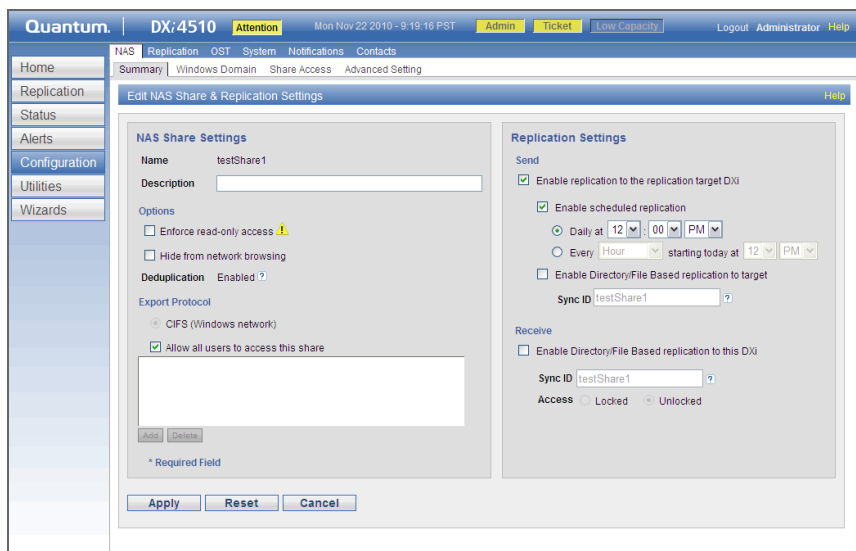 Quantum. DXi4510 Attention Mon Nov 22 2010 - 9:19:16 PST Admin Ticket Low Capacity Logout Administrator Help
NAS Replication OST System Notifications Contacts
Summary Windows Domain Share Access Advanced Setting
Home
Replication
Status
Alerts
Configuration
Utilities
Wizards
Edit NAS Share & Replication Settings Help
NAS Share Settings
Name testShare1
Description
Options
Enforce read-only access
Hide from network browsing
Deduplication Enabled ?
Export Protocol
CIFS (Windows network)
Allow all users to access this share
Add Delete
* Required Field
Replication Settings
Send
Enable replication to the replication target DXi
Enable scheduled replication
Daily at 12 : 00 PM
Every Hour starting today at 12 PM
Enable Directory/File Based replication to target
Sync ID testShare1 ?
Receive
Enable Directory/File Based replication to this DXi
Sync ID testShare1 ?
Access Locked Unlocked
Apply Reset Cancel